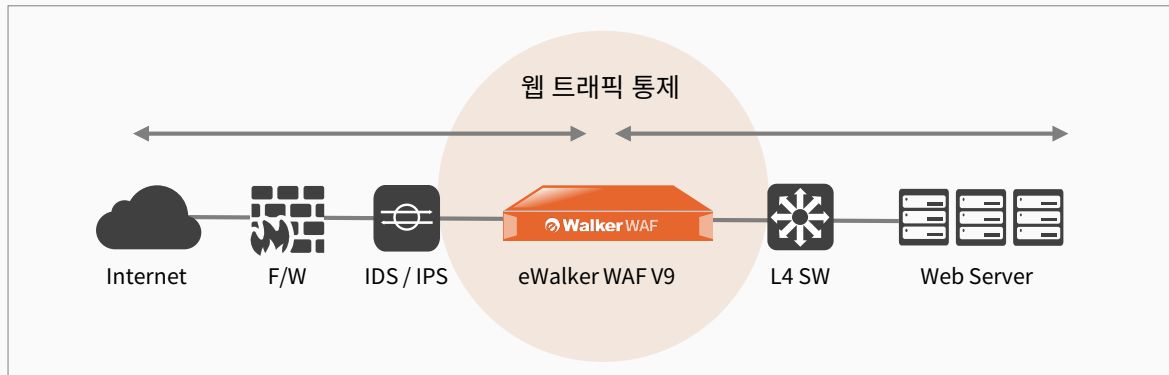 웹 트래픽 통제
Walker WAF
Internet
F/W
IDS / IPS
eWalker WAF V9
L4 SW
Web Server